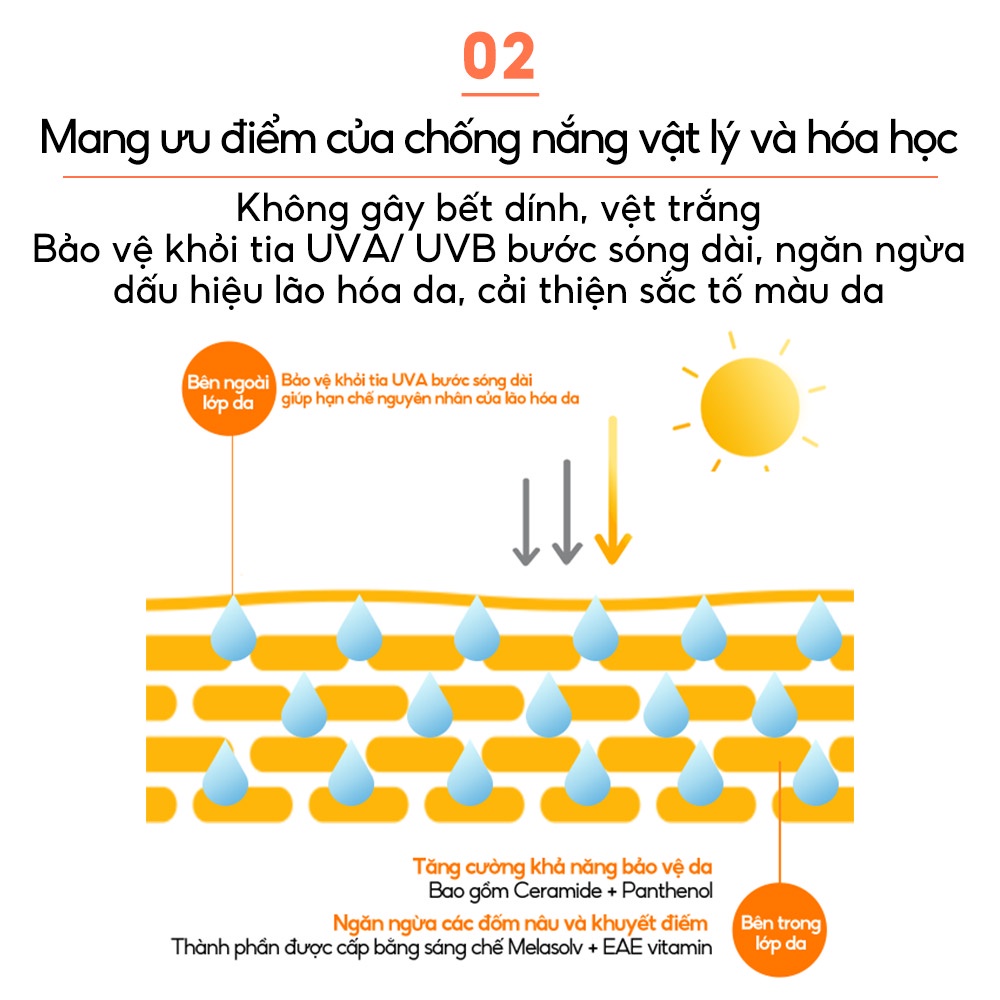 02
Mang ưu điểm của chống nắng vật lý và hóa học
Không gây bết dính, vệt trắng
Bảo vệ khỏi tia UVA/ UVB bước sóng dài, ngăn ngừa
dấu hiệu lão hóa da, cải thiện sắc tố màu da
Bên ngoài
lớp da
Bảo vệ khỏi tia UVA bước sóng dài
giúp hạn chế nguyên nhân của lão hóa da
Tăng cường khả năng bảo vệ da
Bao gồm Ceramide + Panthenol
Ngăn ngừa các đốm nâu và khuyết điểm
Thành phần được cấp bằng sáng chế Melasolv + EAE vitamin
Bên trong
lớp da